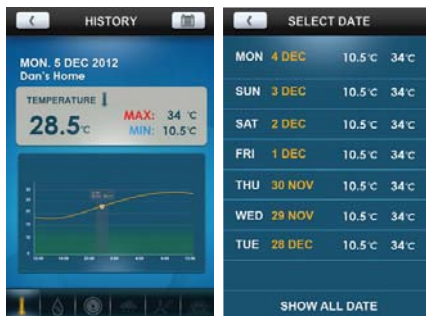 HISTORY
MON. 5 DEC 2012
Dan's Home
TEMPERATURE
28.5°C
MAX: 34 °C
MIN: 10.5°C
SELECT DATE
MON 4 DEC 10.5°C 34°C
SUN 3 DEC 10.5°C 34°C
SAT 2 DEC 10.5°C 34°C
FRI 1 DEC 10.5°C 34°C
THU 30 NOV 10.5°C 34°C
WED 29 NOV 10.5°C 34°C
TUE 28 DEC 10.5°C 34°C
SHOW ALL DATE